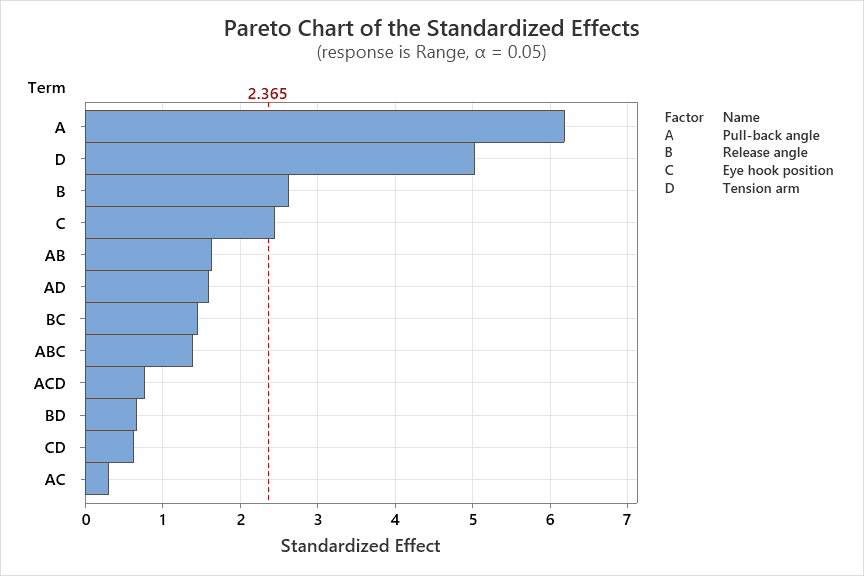 Pareto Chart of the Standardized Effects
(response is Range, α = 0.05)
Term
2.365
A
D
B
C
AB
AD
BC
ABC
ACD
BD
CD
AC
0 1 2 3 4 5 6 7
Standardized Effect
Factor Name
A Pull-back angle
B Release angle
C Eye hook position
D Tension arm